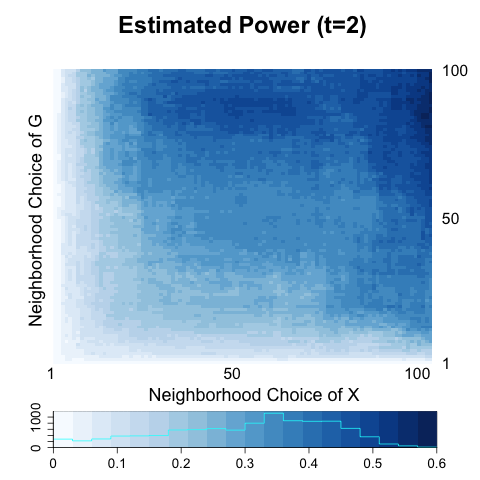 Estimated Power (t=2)
Neighborhood Choice of G
100
50
1
1 50 100
Neighborhood Choice of X
0 1000
0 0.1 0.2 0.3 0.4 0.5 0.6